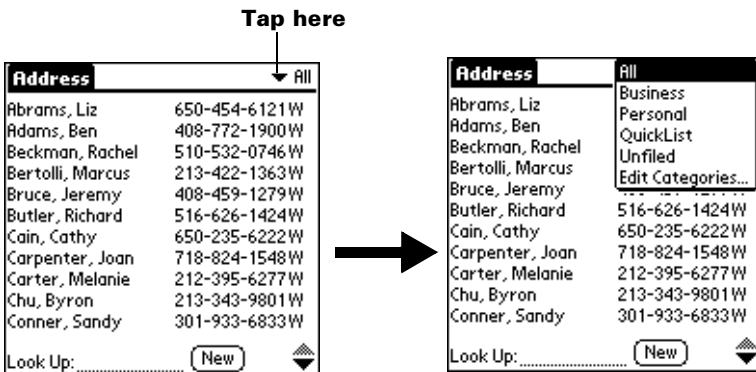 Tap here
Address All
Abrams, Liz 650-454-6121W
Adams, Ben 408-772-1900W
Beckman, Rachel 510-532-0746W
Bertolli, Marcus 213-422-1363W
Bruce, Jeremy 408-459-1279W
Butler, Richard 516-626-1424W
Cain, Cathy 650-235-6222W
Carpenter, Joan 718-824-1548W
Carter, Melanie 212-395-6277W
Chu, Byron 213-343-9801W
Conner, Sandy 301-933-6833W
Look Up: New
Address
All
Business
Personal
QuickList
Unfiled
Edit Categories...
Abrams, Liz
Adams, Ben
Beckman, Rachel
Bertolli, Marcus
Bruce, Jeremy
Butler, Richard 516-626-1424W
Cain, Cathy 650-235-6222W
Carpenter, Joan 718-824-1548W
Carter, Melanie 212-395-6277W
Chu, Byron 213-343-9801W
Conner, Sandy 301-933-6833W
Look Up: New